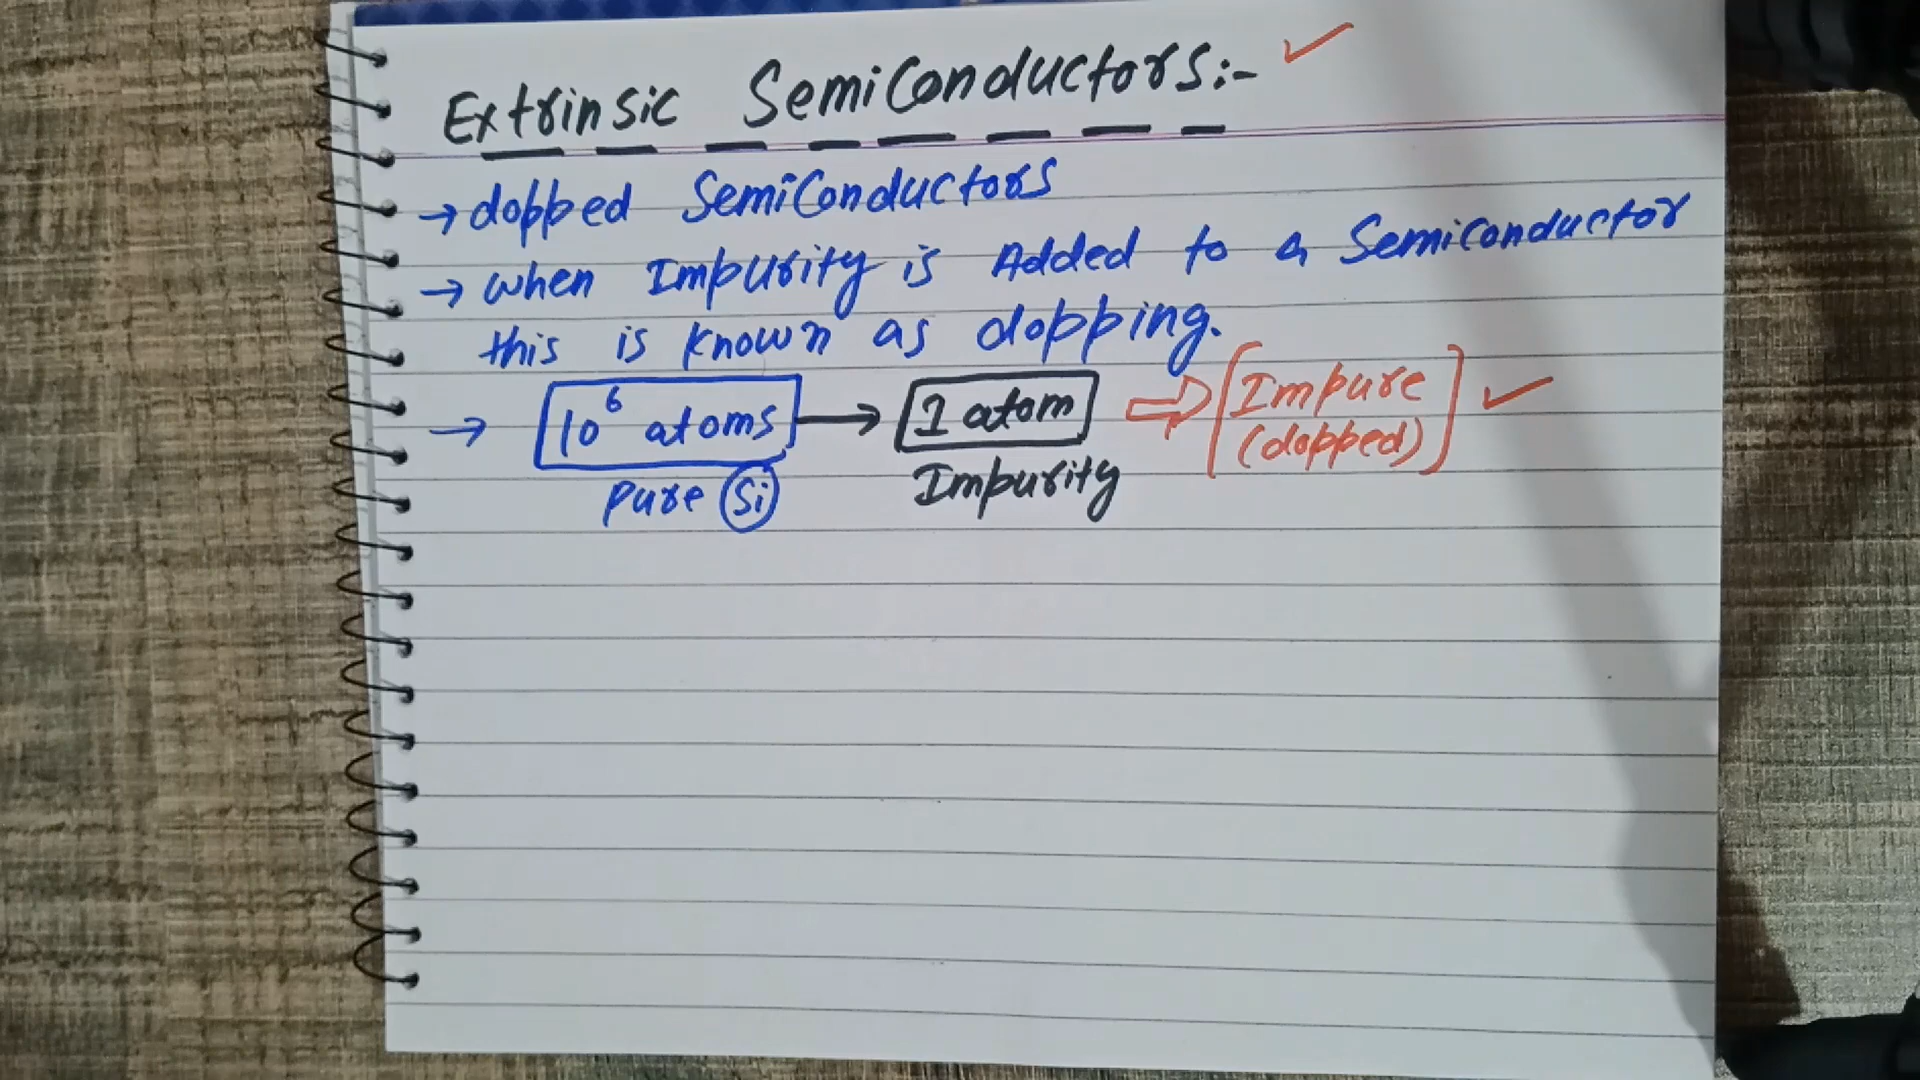 Extrinsic SemiConductors:-
→ dopped SemiConductors
→ when Impurity is Added to a Semiconductor
this is known as dopping.
→ 10⁶ atoms → 1 atom ⇒ [Impure
(dopped)]
Pure Si Impurity